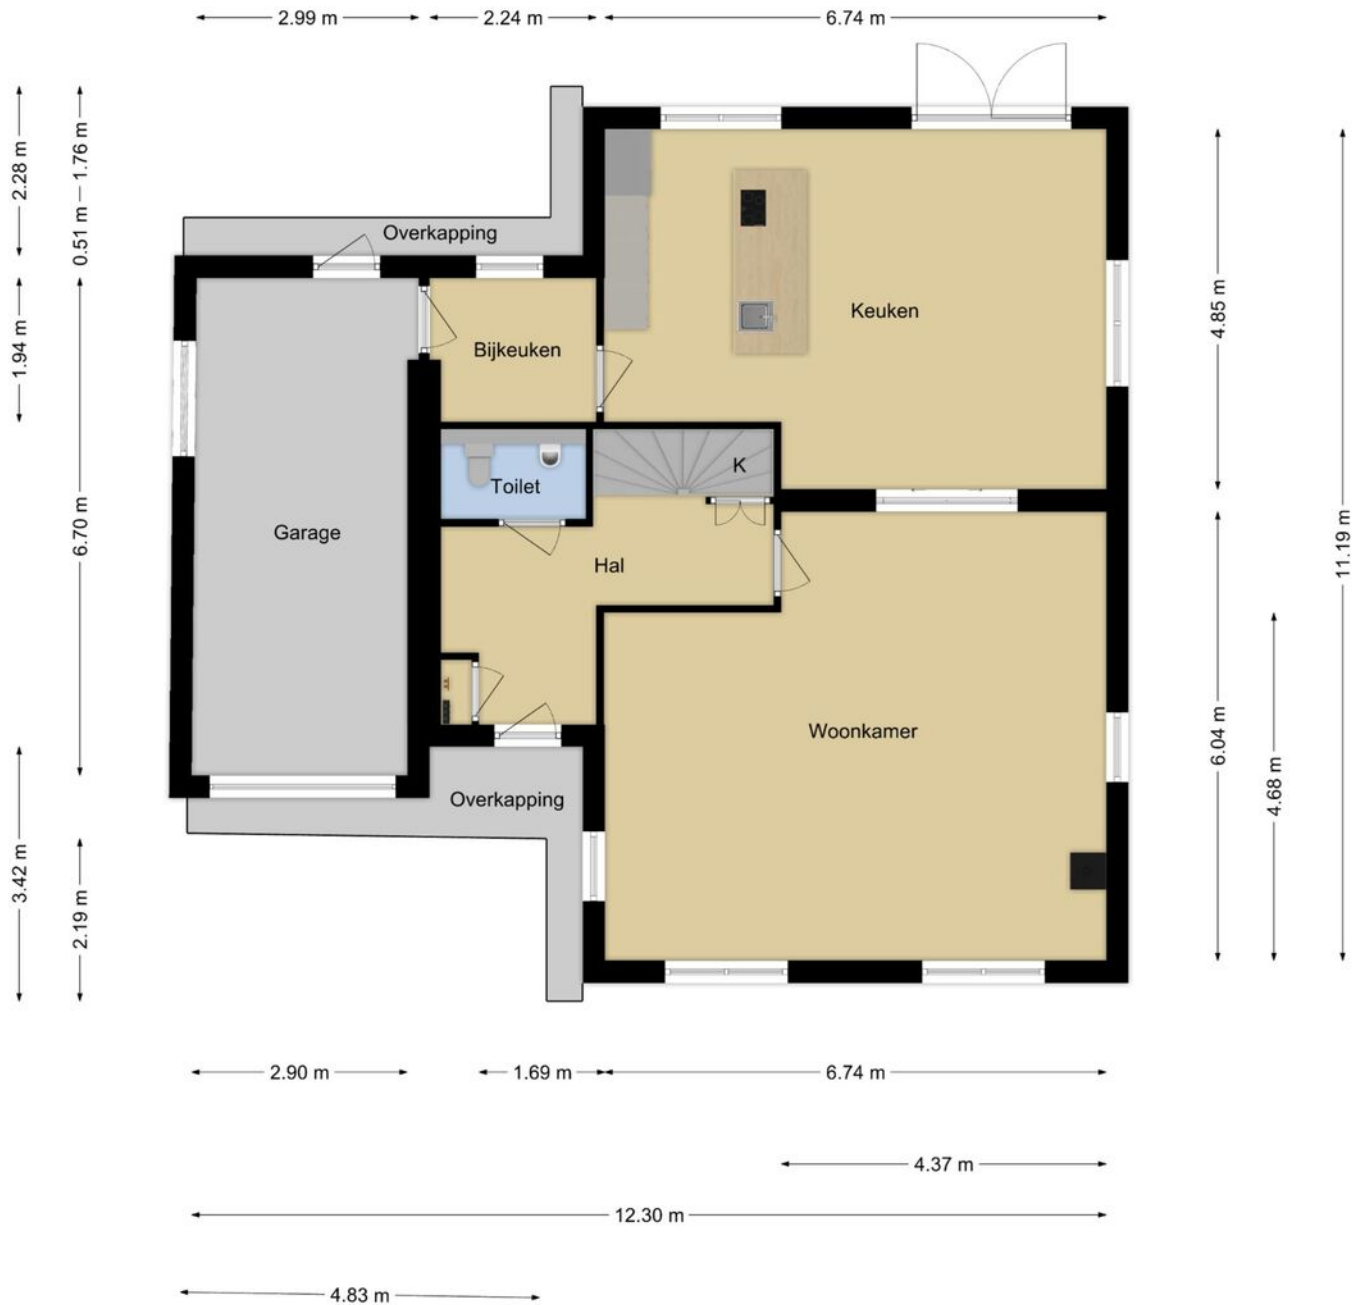 2.99 m
2.24 m
6.74 m
2.28 m
1.76 m
0.51 m
Overkapping
1.94 m
Bijkeuken
Keuken
4.85 m
K
Toilet
Garage
6.70 m
Hal
11.19 m
Woonkamer
6.04 m
Overkapping
4.68 m
3.42 m
2.19 m
2.90 m
1.69 m
6.74 m
4.37 m
12.30 m
4.83 m